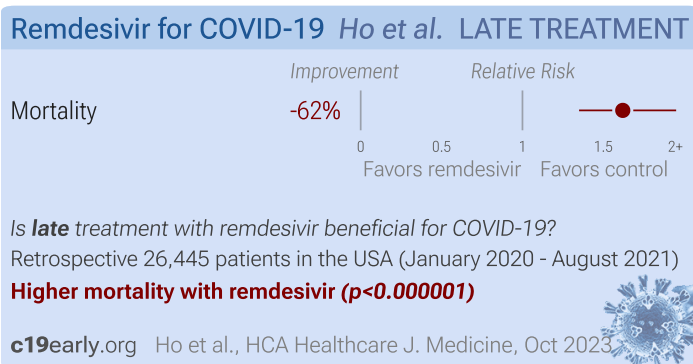 Remdesivir for COVID-19 Ho et al. LATE TREATMENT
Improvement Relative Risk
Mortality -62%
0 0.5 1 1.5 2+
Favors remdesivir Favors control
Is late treatment with remdesivir beneficial for COVID-19?
Retrospective 26,445 patients in the USA (January 2020 - August 2021)
Higher mortality with remdesivir (p<0.000001)
c19early.org Ho et al., HCA Healthcare J. Medicine, Oct 2023